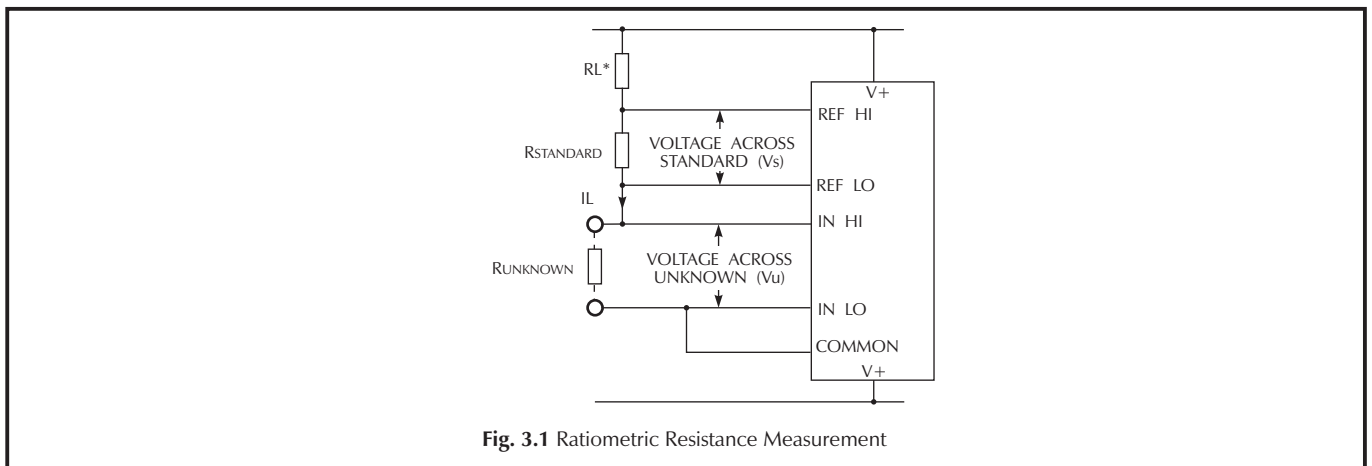 RL*
V+
REF HI
RSTANDARD
VOLTAGE ACROSS
STANDARD (Vs)
REF LO
IL
IN HI
RUNKNOWN
VOLTAGE ACROSS
UNKNOWN (Vu)
IN LO
COMMON
V+
Fig. 3.1 Ratiometric Resistance Measurement